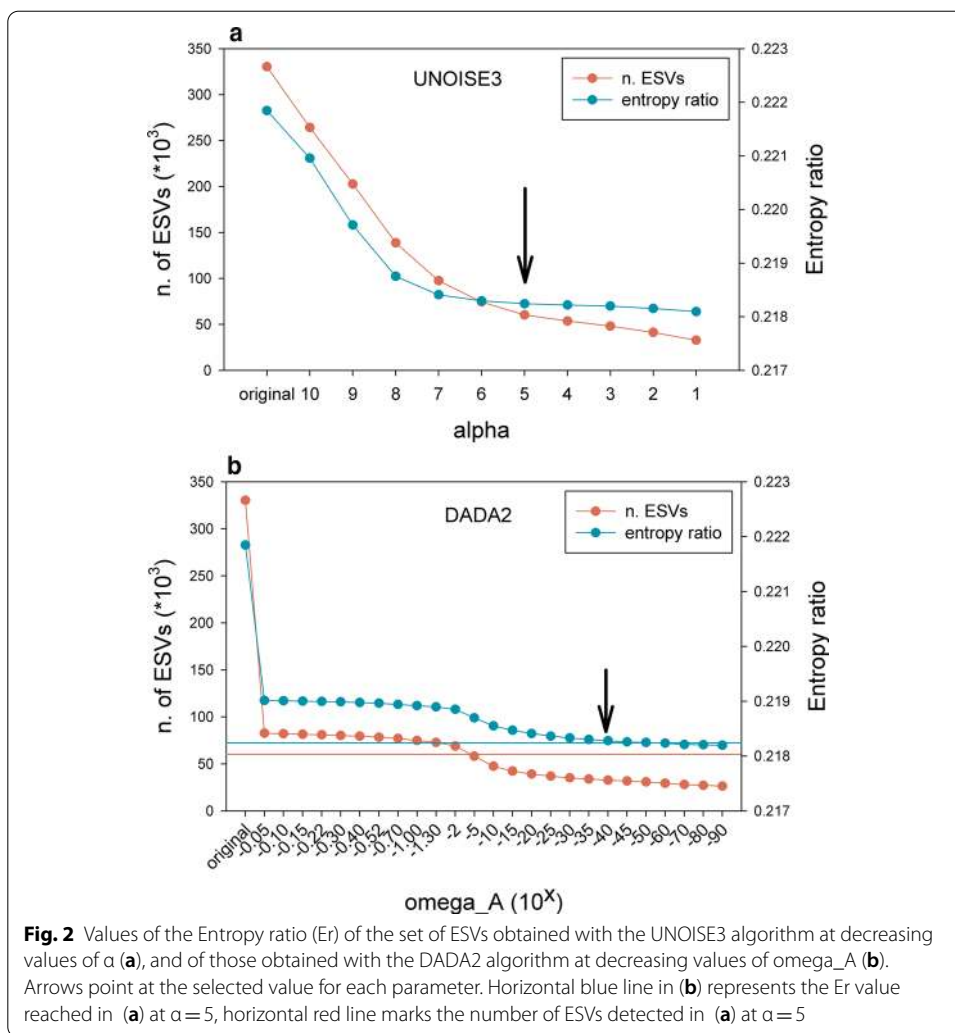 a
UNOISE3
n. ESVs
entropy ratio
n. of ESVs (*10³)
350
300
250
200
150
100
50
0
0.223
0.222
0.221
0.220
0.219
0.218
0.217
Entropy ratio
original 10 9 8 7 6 5 4 3 2 1
alpha
b
DADA2
n. ESVs
entropy ratio
n. of ESVs (*10³)
350
300
250
200
150
100
50
0
0.223
0.222
0.221
0.220
0.219
0.218
0.217
Entropy ratio
original -0.05 -0.10 -0.15 -0.22 -0.30 -0.40 -0.52 -0.70 -1.00 -1.30 -2 -5 -10 -15 -20 -25 -30 -35 -40 -45 -50 -60 -70 -80 -90
omega_A (10ˣ)
Fig. 2 Values of the Entropy ratio (Er) of the set of ESVs obtained with the UNOISE3 algorithm at decreasing
values of α (a), and of those obtained with the DADA2 algorithm at decreasing values of omega_A (b).
Arrows point at the selected value for each parameter. Horizontal blue line in (b) represents the Er value
reached in (a) at α = 5, horizontal red line marks the number of ESVs detected in (a) at α = 5